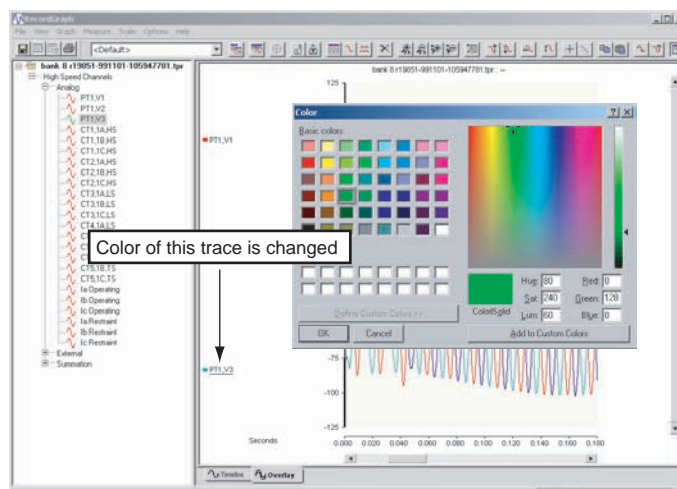 RecordGraph
File View Graph Measure Scale Options Help
<Default>
bank 8 r19851-991101-105947781.tpr
High Speed Channels
Analog
PT1,V1
PT1,V2
PT1,V3
CT1,1A,HS
CT1,1B,HS
CT1,1C,HS
CT2,1A,HS
CT2,1B,HS
CT2,1C,HS
CT3,1A,LS
CT3,1B,LS
CT3,1C,LS
CT4,1A,LS
CT5,1B,TS
CT5,1C,TS
Ia Operating
Ib Operating
Ic Operating
Ia Restraint
Ib Restraint
Ic Restraint
External
Summation
bank 8 r19851-991101-105947781.tpr : --
125
PT1,V1
Color
Basic colors:
Define Custom Colors >>
OK Cancel
Color|Solid
Hue: 80 Red: 0
Sat: 240 Green: 128
Lum: 60 Blue: 0
Add to Custom Colors
Color of this trace is changed
PT1,V3
-75
-100
-125
Seconds
0.000 0.020 0.040 0.060 0.080 0.100 0.120 0.140 0.160 0.180
Timeline Overlay